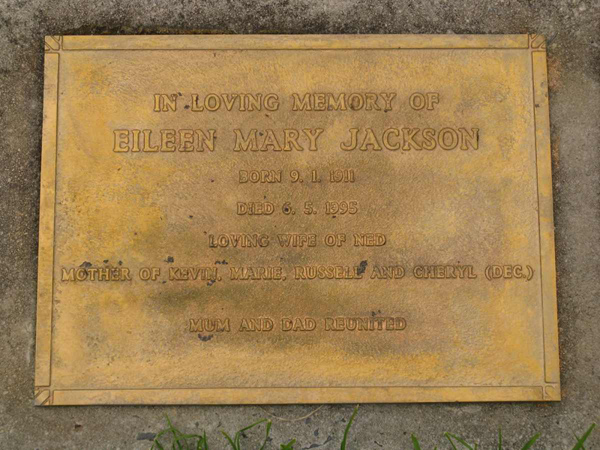 IN LOVING MEMORY OF
EILEEN MARY JACKSON
BORN 9. 1. 1911
DIED 6. 5. 1995
LOVING WIFE OF NED
MOTHER OF KEVIN, MARIE, RUSSELL AND CHERYL (DEC.)
MUM AND DAD REUNITED